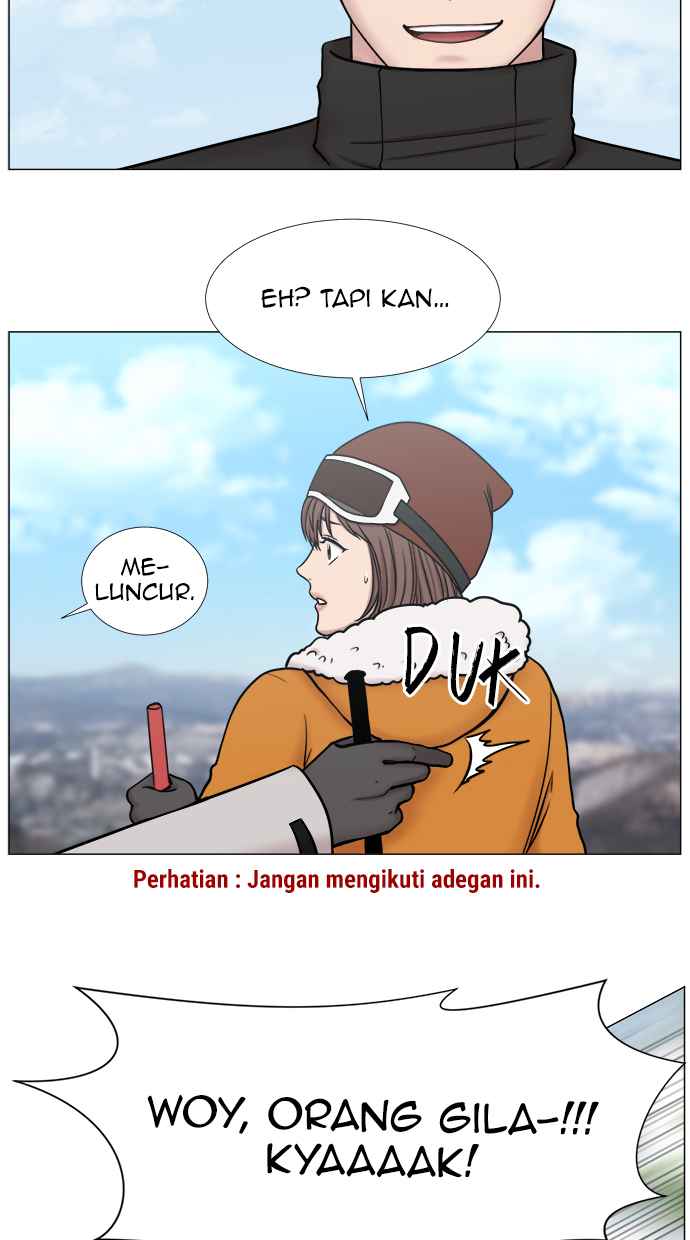 EH? TAPI KAN...
ME-
LUNCUR.
DUK
Perhatian : Jangan mengikuti adegan ini.
WOY, ORANG GILA-!!!
KYAAAAK!